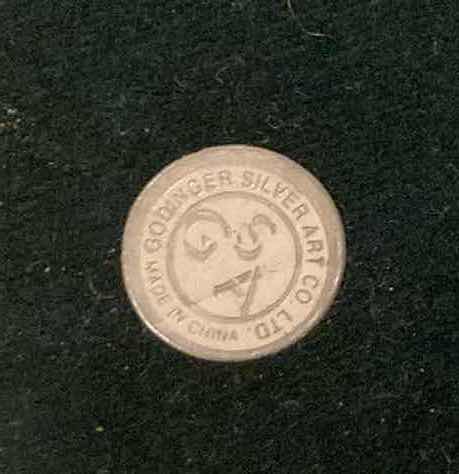 GODINGER SILVER ART CO. LTD.
MADE IN CHINA
GSA